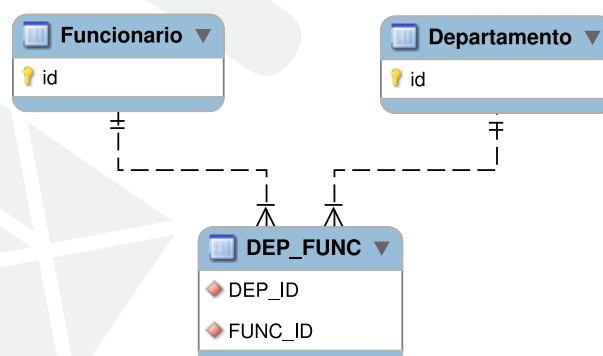 Funcionario
id
Departamento
id
DEP_FUNC
DEP_ID
FUNC_ID